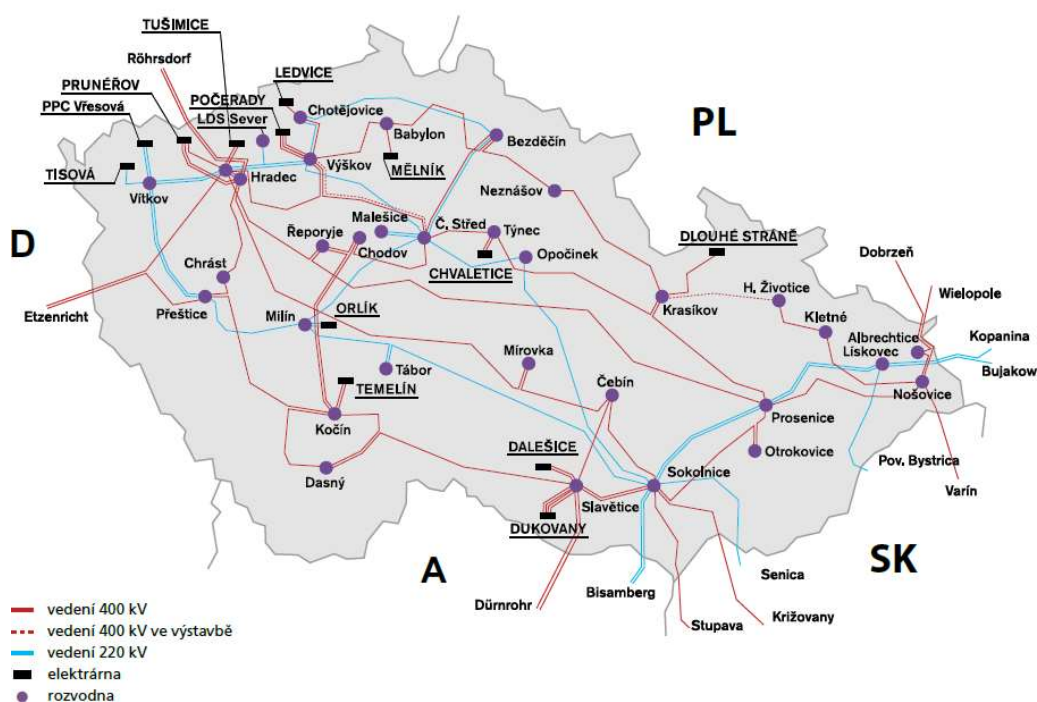 TUŠIMICE
Röhrsdorf
LEDVICE
PRUNÉŘOV
POČERADY
Chotějovice
PPC Vřesová
LDS Sever
Babylon
Bezděčín
PL
TISOVÁ
Výškov
MĚLNÍK
Hradec
Vítkov
Neznášov
Malešice
Č. Střed
Týnec
D
Řeporyje
Chodov
Opočinek
DLOUHÉ STRÁNĚ
Dobrzeń
CHVALETICE
Chrást
H. Životice
Wielopole
Etzenricht
Přeštice
ORLÍK
Krasíkov
Kletné
Milín
Albrechtice
Kopanina
Lískovec
Mírovka
Bujakow
Tábor
Čebín
TEMELÍN
Nošovice
Kočín
Prosenice
DALEŠICE
Otrokovice
Dasný
Sokolnice
Pov. Bystrica
Slavětice
Varín
DUKOVANY
SK
A
Senica
Bisamberg
Dürnrohr
Križovany
Stupava
vedení 400 kV
vedení 400 kV ve výstavbě
vedení 220 kV
elektrárna
rozvodna